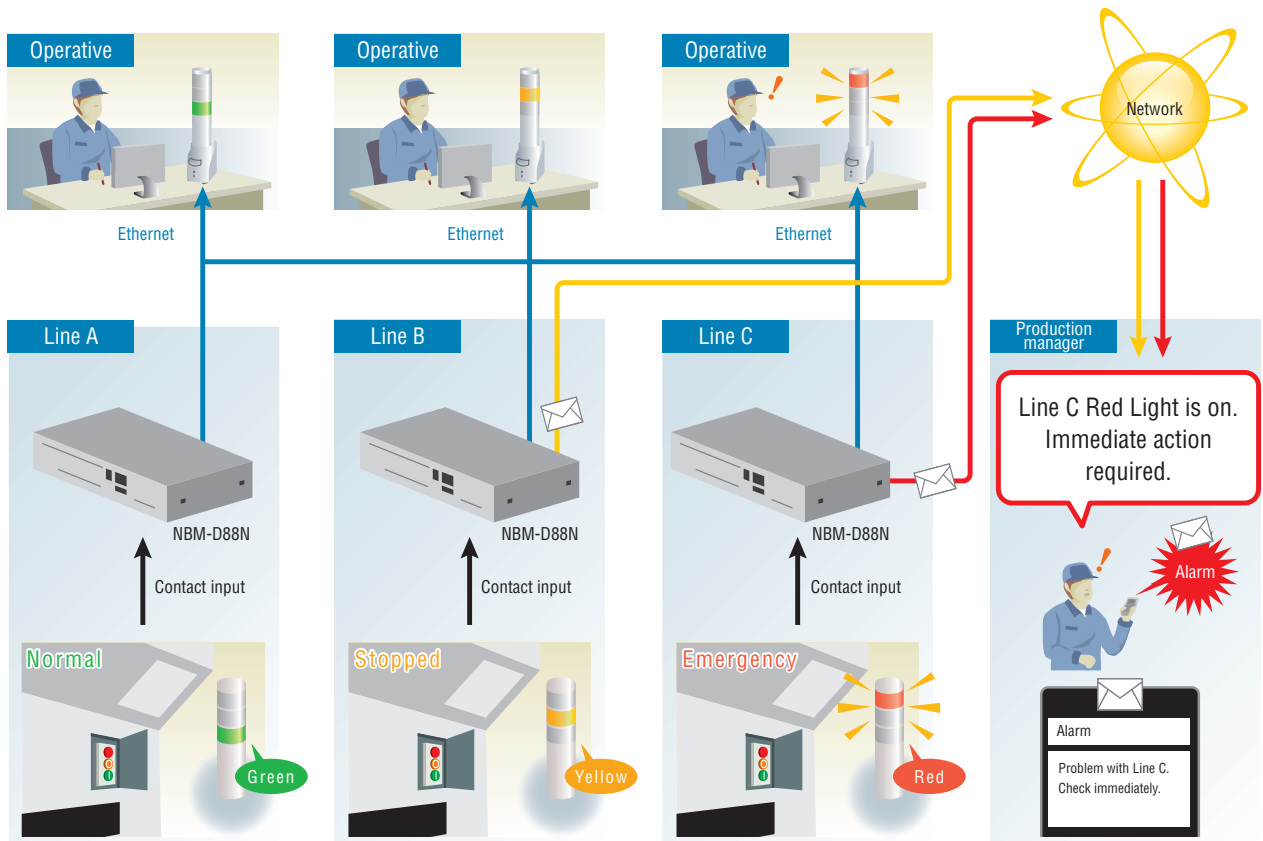 Operative
Operative
Operative
Network
Ethernet
Ethernet
Ethernet
Line A
Line B
Line C
Production
manager
Line C Red Light is on.
Immediate action
required.
NBM-D88N
NBM-D88N
NBM-D88N
Contact input
Contact input
Contact input
Alarm
Normal
Stopped
Emergency
Green
Yellow
Red
Alarm
Problem with Line C.
Check immediately.